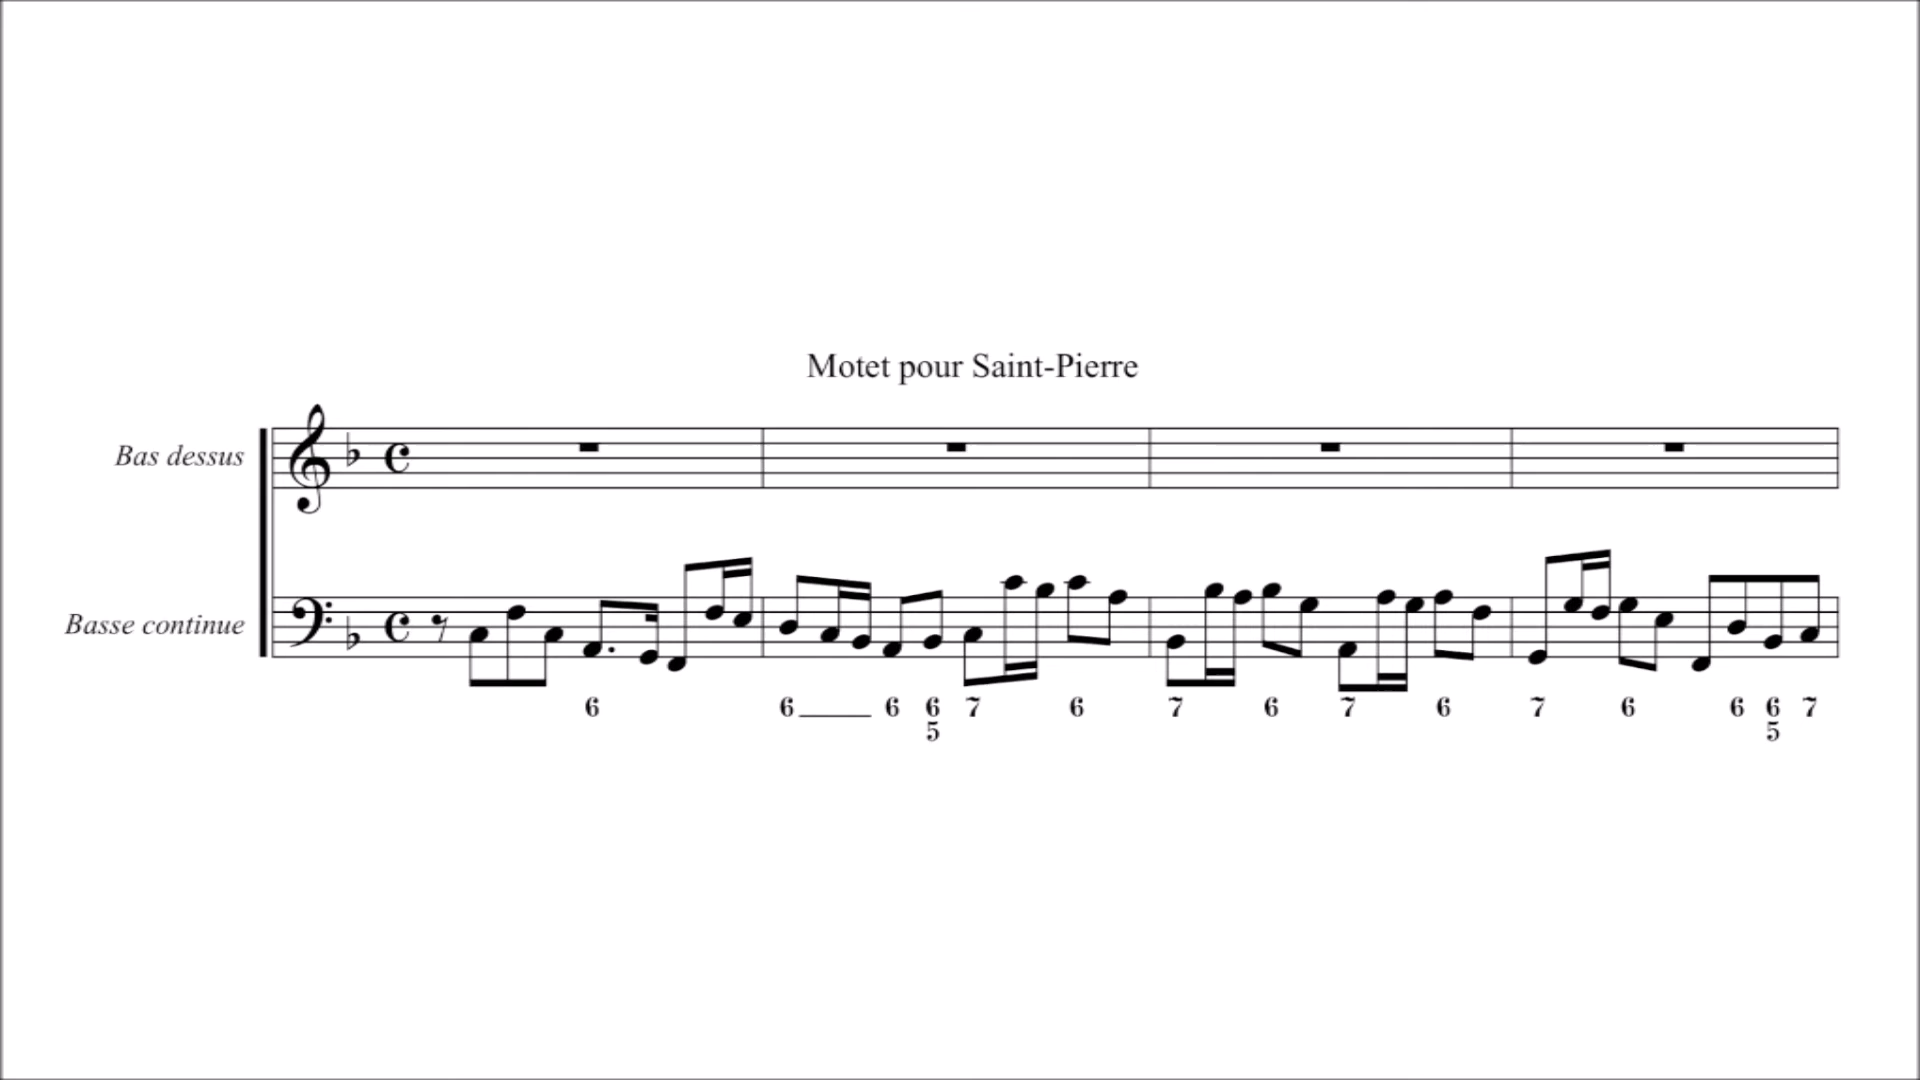 Motet pour Saint-Pierre
Bas dessus
Basse continue
6 6 6 6 7 6 7 6 7 6 7 6 6 6 7
5 5